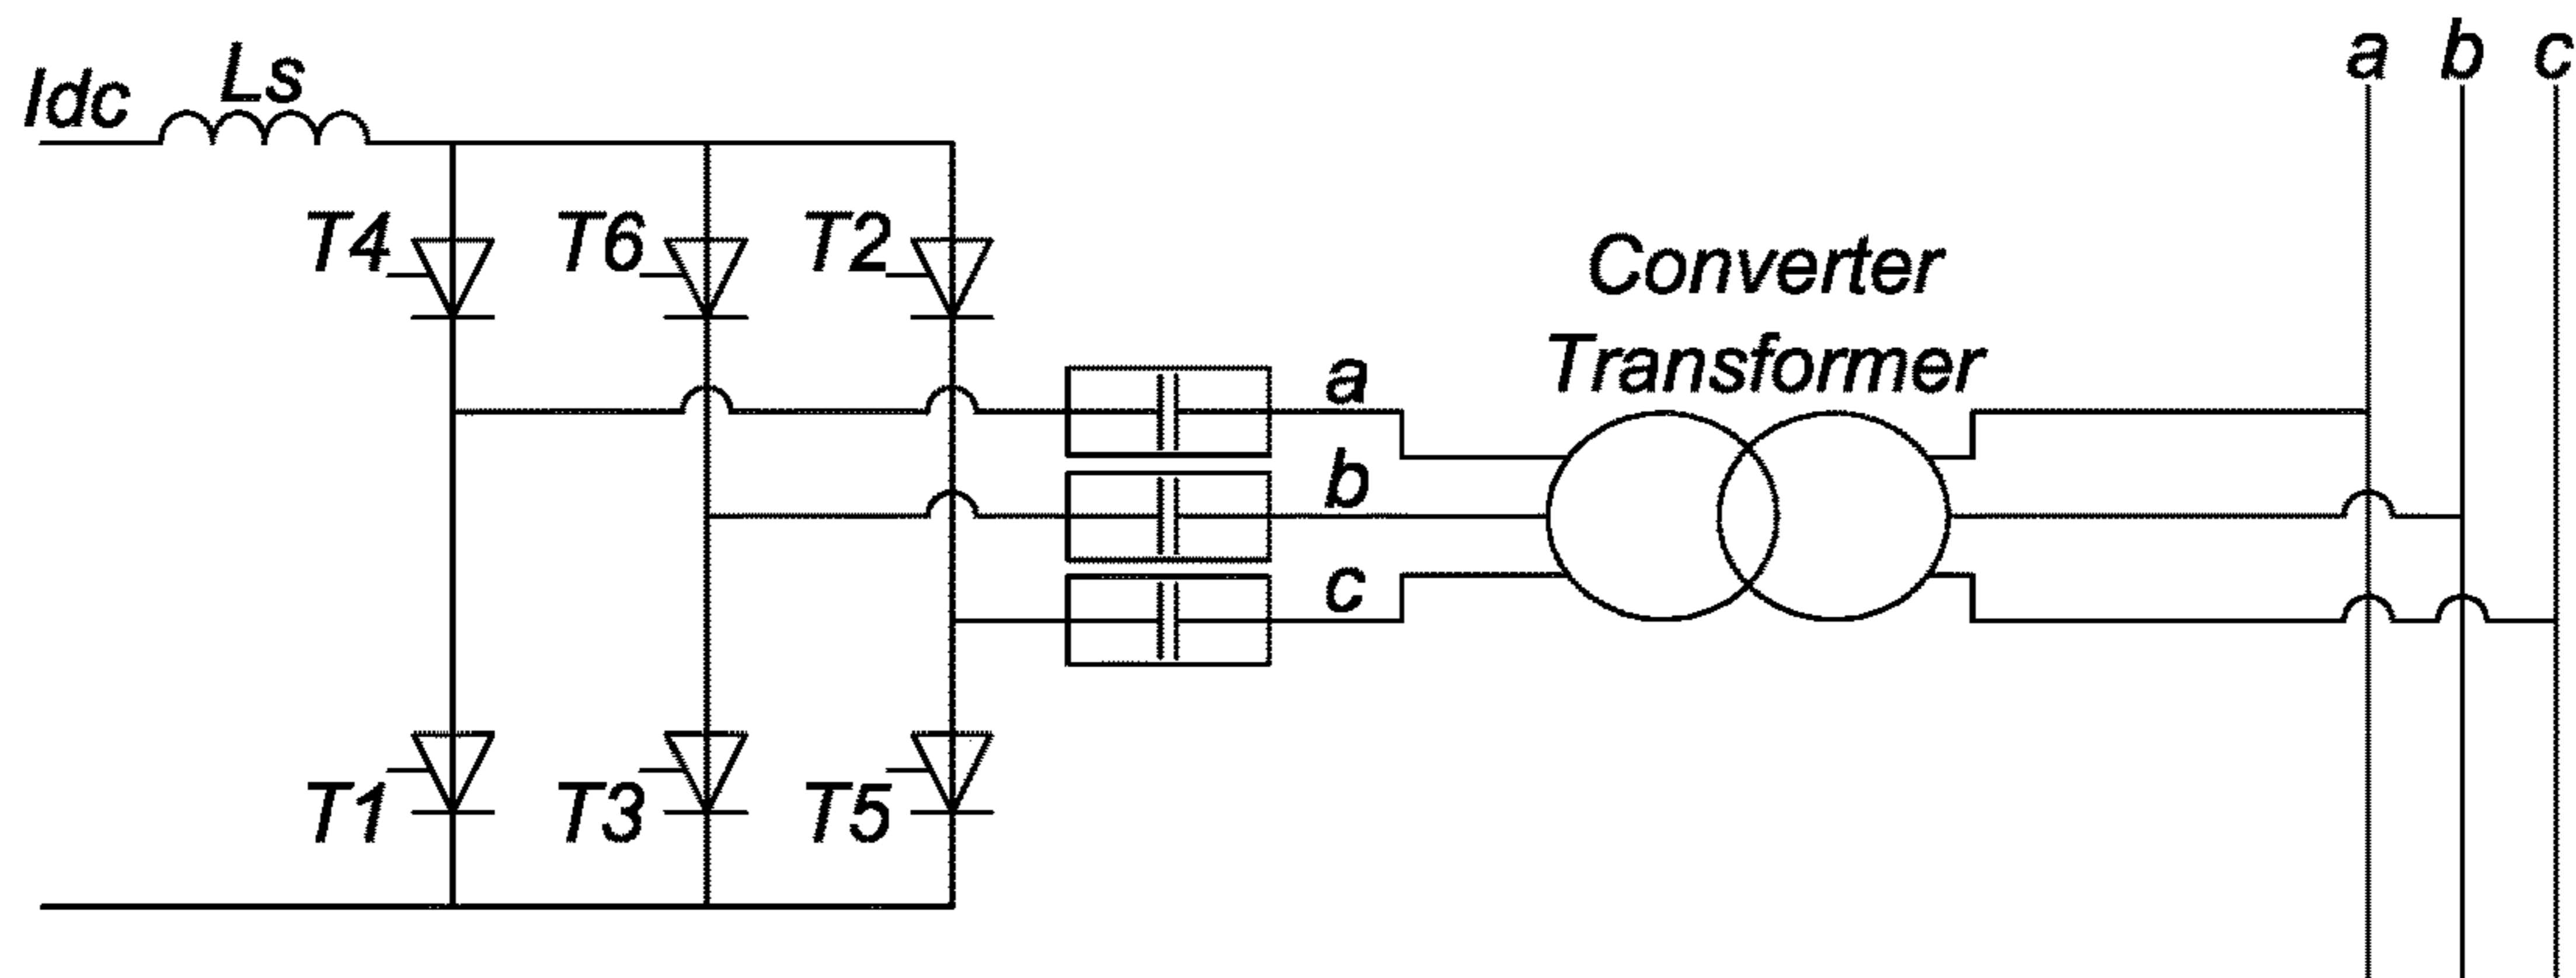 a b c
Idc
Ls
T4
T6
T2
Converter
Transformer
a
b
c
T1
T3
T5